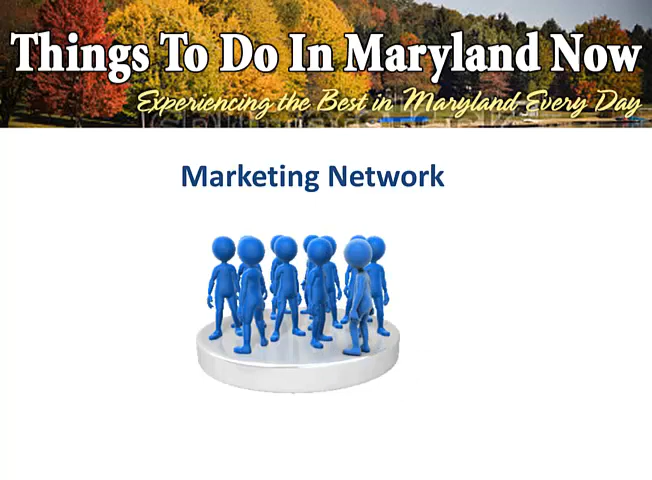 Things To Do In Maryland Now
Experiencing the Best in Maryland Every Day
Marketing Network